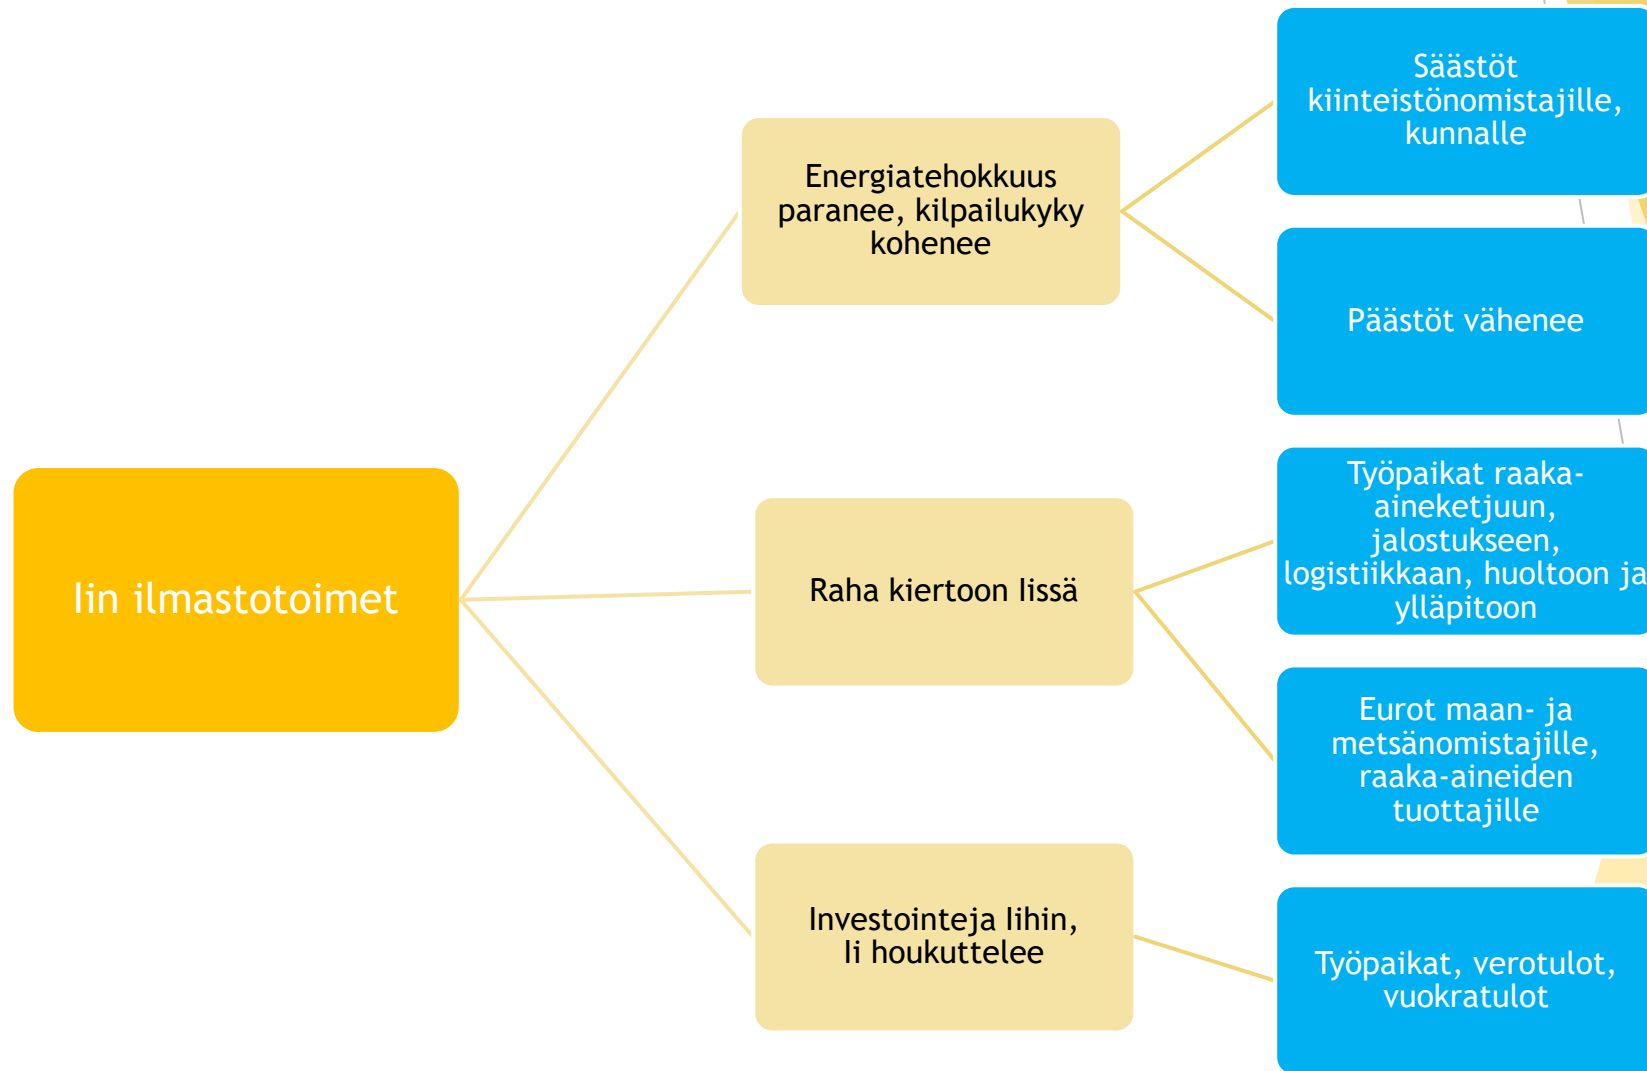 Iin ilmastotoimet
Energiatehokkuus
paranee, kilpailukyky
kohenee
Säästöt
kiinteistönomistajille,
kunnalle
Päästöt vähenee
Raha kiertoon Iissä
Työpaikat raaka-
aineketjuun,
jalostukseen,
logistiikkaan, huoltoon ja
ylläpitoon
Eurot maan- ja
metsänomistajille,
raaka-aineiden
tuottajille
Investointeja Iihin,
Ii houkuttelee
Työpaikat, verotulot,
vuokratulot